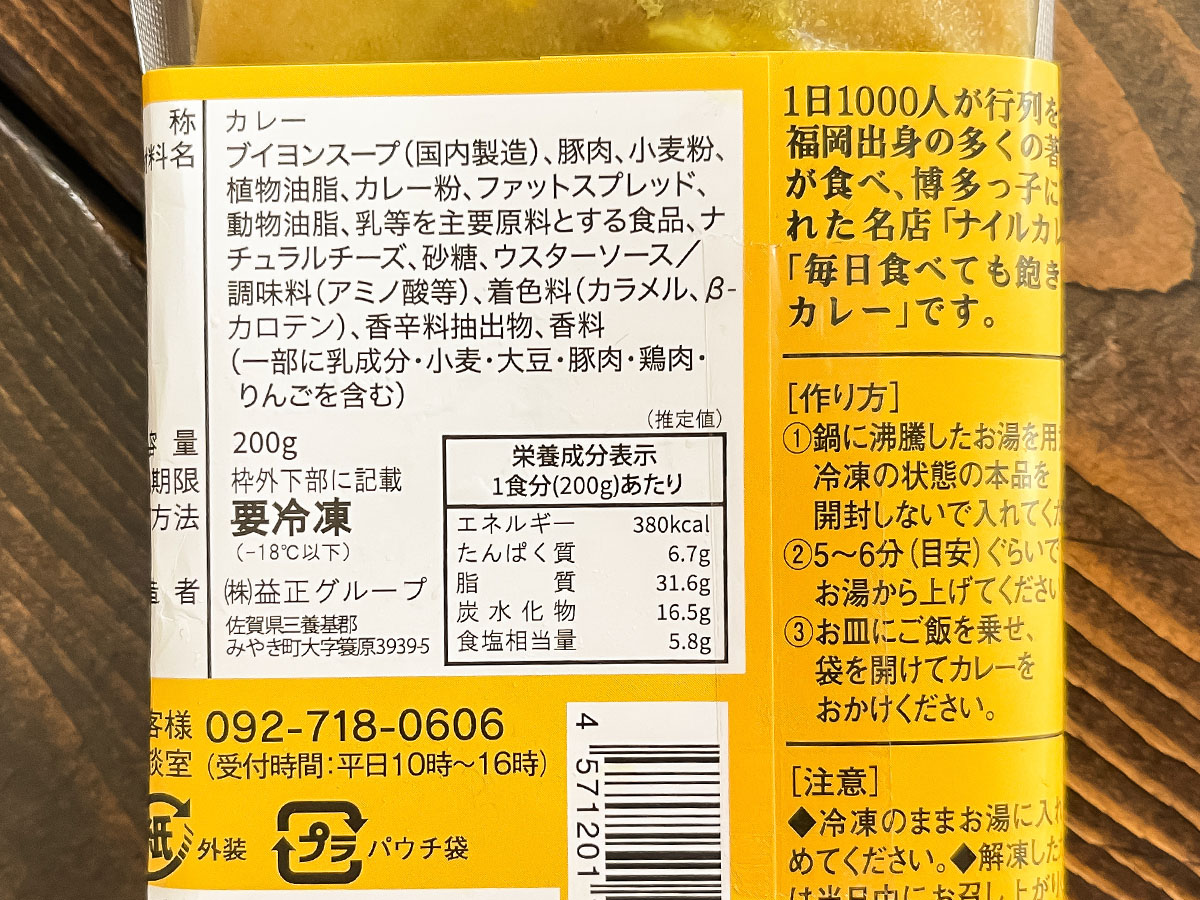 称 カレー
料名 ブイヨンスープ(国内製造)、豚肉、小麦粉、
植物油脂、カレー粉、ファットスプレッド、
動物油脂、乳等を主要原料とする食品、ナ
チュラルチーズ、砂糖、ウスターソース/
調味料(アミノ酸等)、着色料(カラメル、β-
カロテン)、香辛料抽出物、香料
(一部に乳成分・小麦・大豆・豚肉・鶏肉・
りんごを含む)
容量 200g
期限 枠外下部に記載
方法 要冷凍
(-18℃以下)
造者 ㈱益正グループ
佐賀県三養基郡
みやき町大字簑原3939-5
(推定値)
栄養成分表示
1食分(200g)あたり
エネルギー 380kcal
たんぱく質 6.7g
脂質 31.6g
炭水化物 16.5g
食塩相当量 5.8g
客様 092-718-0606
談室 (受付時間:平日10時〜16時)
紙 外装
プラ パウチ袋
4 571201
1日1000人が行列を
福岡出身の多くの著
が食べ、博多っ子に
れた名店「ナイルカレ
「毎日食べても飽き
カレー」です。
[作り方]
①鍋に沸騰したお湯を用
冷凍の状態の本品を
開封しないで入れてくだ
②5〜6分(目安)ぐらいで
お湯から上げてください
③お皿にご飯を乗せ、
袋を開けてカレーを
おかけください。
[注意]
◆冷凍のままお湯に入れ
めてください。◆解凍した
は当日中にお召し上がり